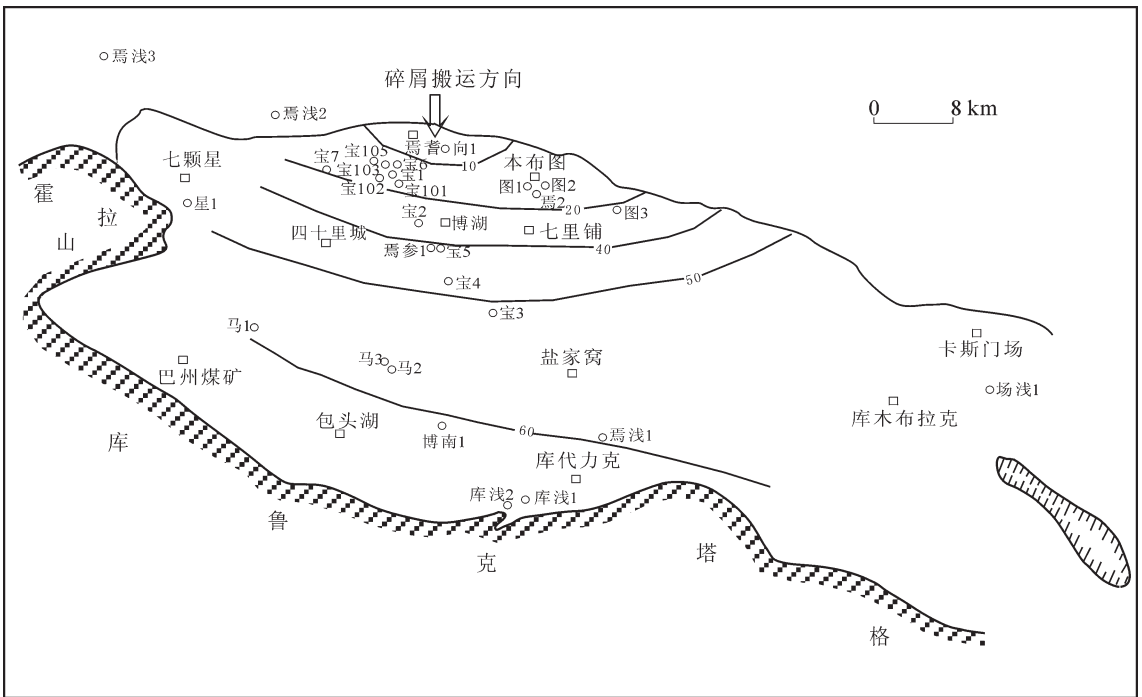 焉浅3
碎屑搬运方向
0 8 km
焉浅2
焉耆 向1
七颗星
宝7 宝105 宝6
10
本布图
宝103 宝1
宝102 宝101
图1 图2
焉2
20
图3
霍
拉
山
星1
宝2
博湖
七里铺
四十里城
焉参1 宝5
40
宝4
50
宝3
马1
盐家窝
卡斯门场
马3 马2
巴州煤矿
场浅1
库木布拉克
包头湖
博南1
60
焉浅1
库代力克
库浅2 库浅1
库
鲁
克
塔
格